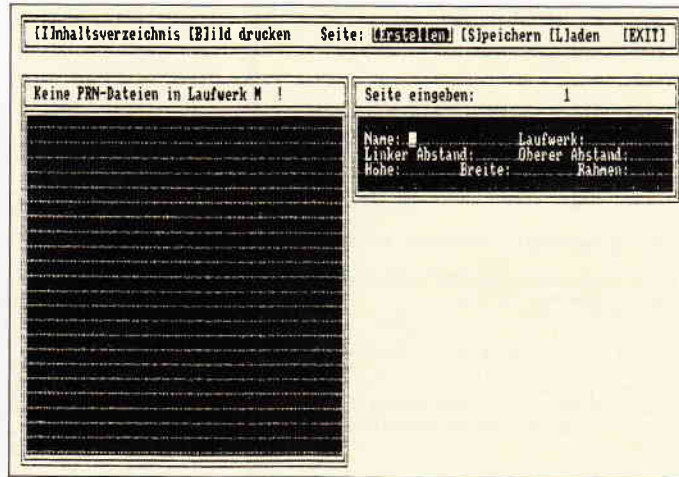 [I]nhaltsverzeichnis [B]ild drucken Seite: [Erstellen] [S]peichern [L]aden [EXIT]
Keine PRN-Dateien in Laufwerk M !
Seite eingeben: 1
Name: Laufwerk:
Linker Abstand: Oberer Abstand:
Hohe: Breite: Rahmen: